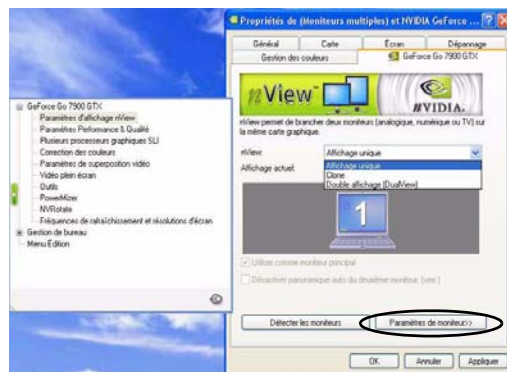 Propriétés de (Moniteurs multiples) et NVIDIA GeForce ...
Général
Carte
Écran
Dépannage
Gestion des couleurs
GeForce Go 7900 GTX
nView
NVIDIA.
nView permet de brancher deux moniteurs (analogique, numérique ou TV) sur
la même carte graphique.
nView:
Affichage unique
Affichage actuel:
Affichage unique
Clone
Double affichage (DualView)
1
Utiliser comme moniteur principal
Désactiver panoramique auto du deuxième moniteur. (verr.)
Détecter les moniteurs
Paramètres de moniteur>>
OK
Annuler
Appliquer
GeForce Go 7900 GTX
Paramètres d'affichage nView
Paramètres Performance & Qualité
Plusieurs processeurs graphiques SLI
Correction des couleurs
Paramètres de superposition vidéo
Vidéo plein écran
Outils
PowerMizer
NVRotate
Fréquences de rafraîchissement et résolutions d'écran
Gestion de bureau
Menu Édition